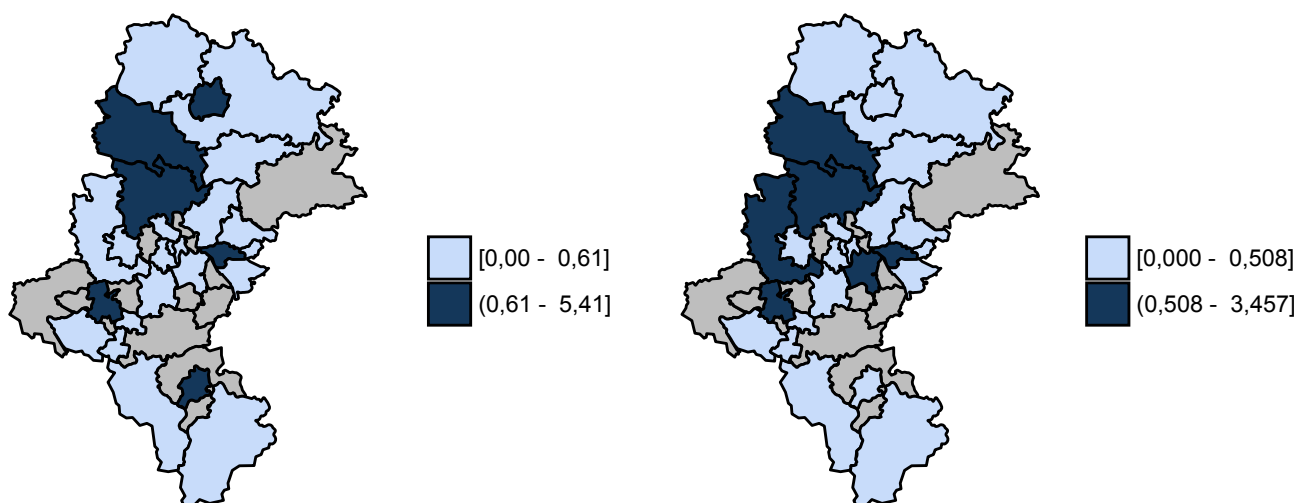 [0,00 - 0,61]
(0,61 - 5,41]
[0,000 - 0,508]
(0,508 - 3,457]